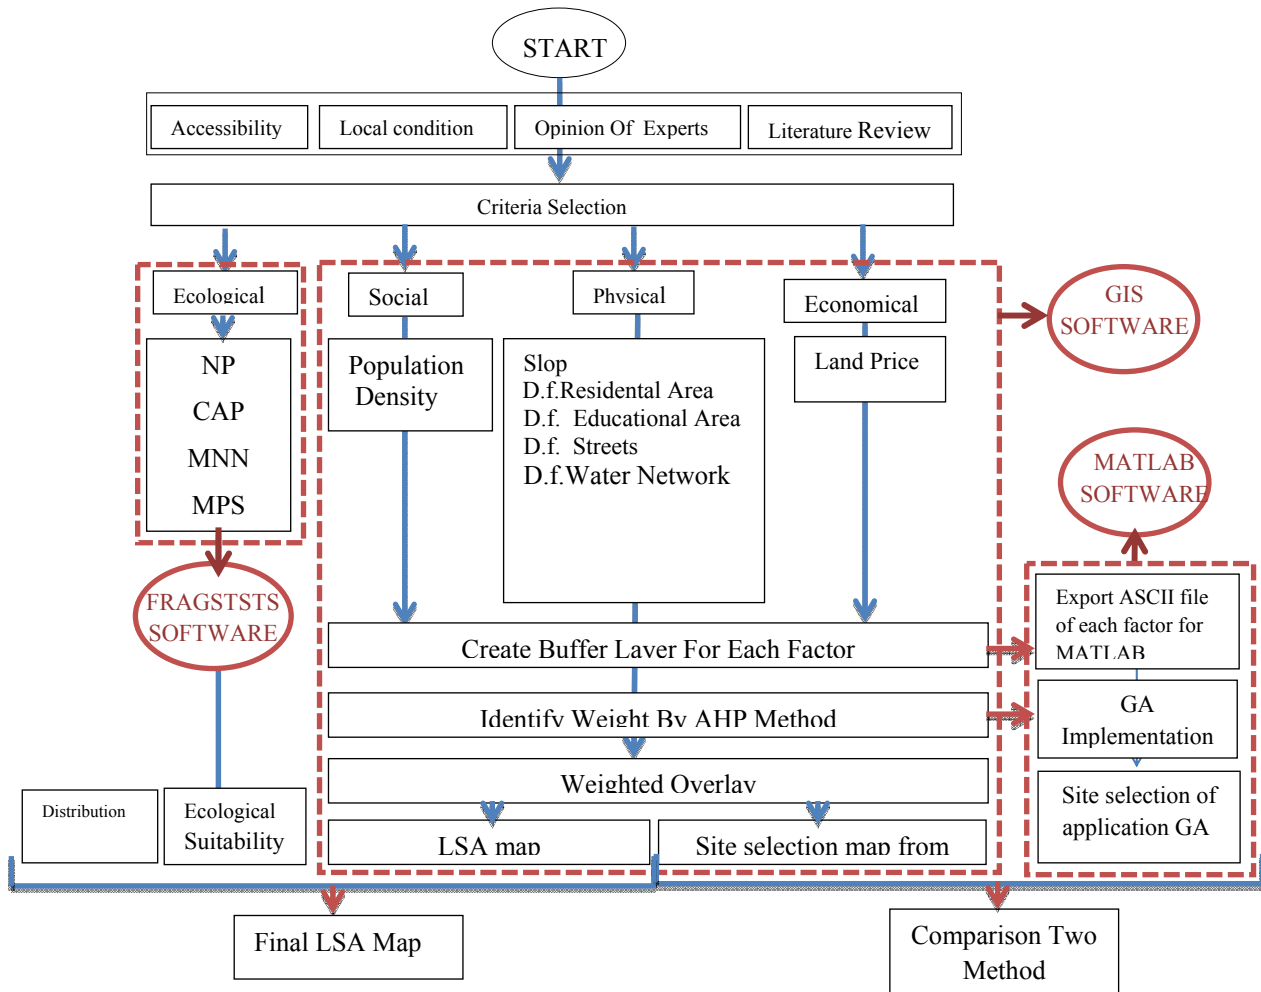 START
Accessibility
Local condition
Opinion Of Experts
Literature Review
Criteria Selection
Ecological
Social
Physical
Economical
GIS
SOFTWARE
NP
CAP
MNN
MPS
Population
Density
Slop
D.f.Residental Area
D.f. Educational Area
D.f. Streets
D.f.Water Network
Land Price
MATLAB
SOFTWARE
FRAGSTSTS
SOFTWARE
Create Buffer Layer For Each Factor
Export ASCII file
of each factor for
MATLAB
Identify Weight By AHP Method
GA
Implementation
Weighted Overlay
Distribution
Ecological
Suitability
LSA map
Site selection map from
Site selection of
application GA
Final LSA Map
Comparison Two
Method